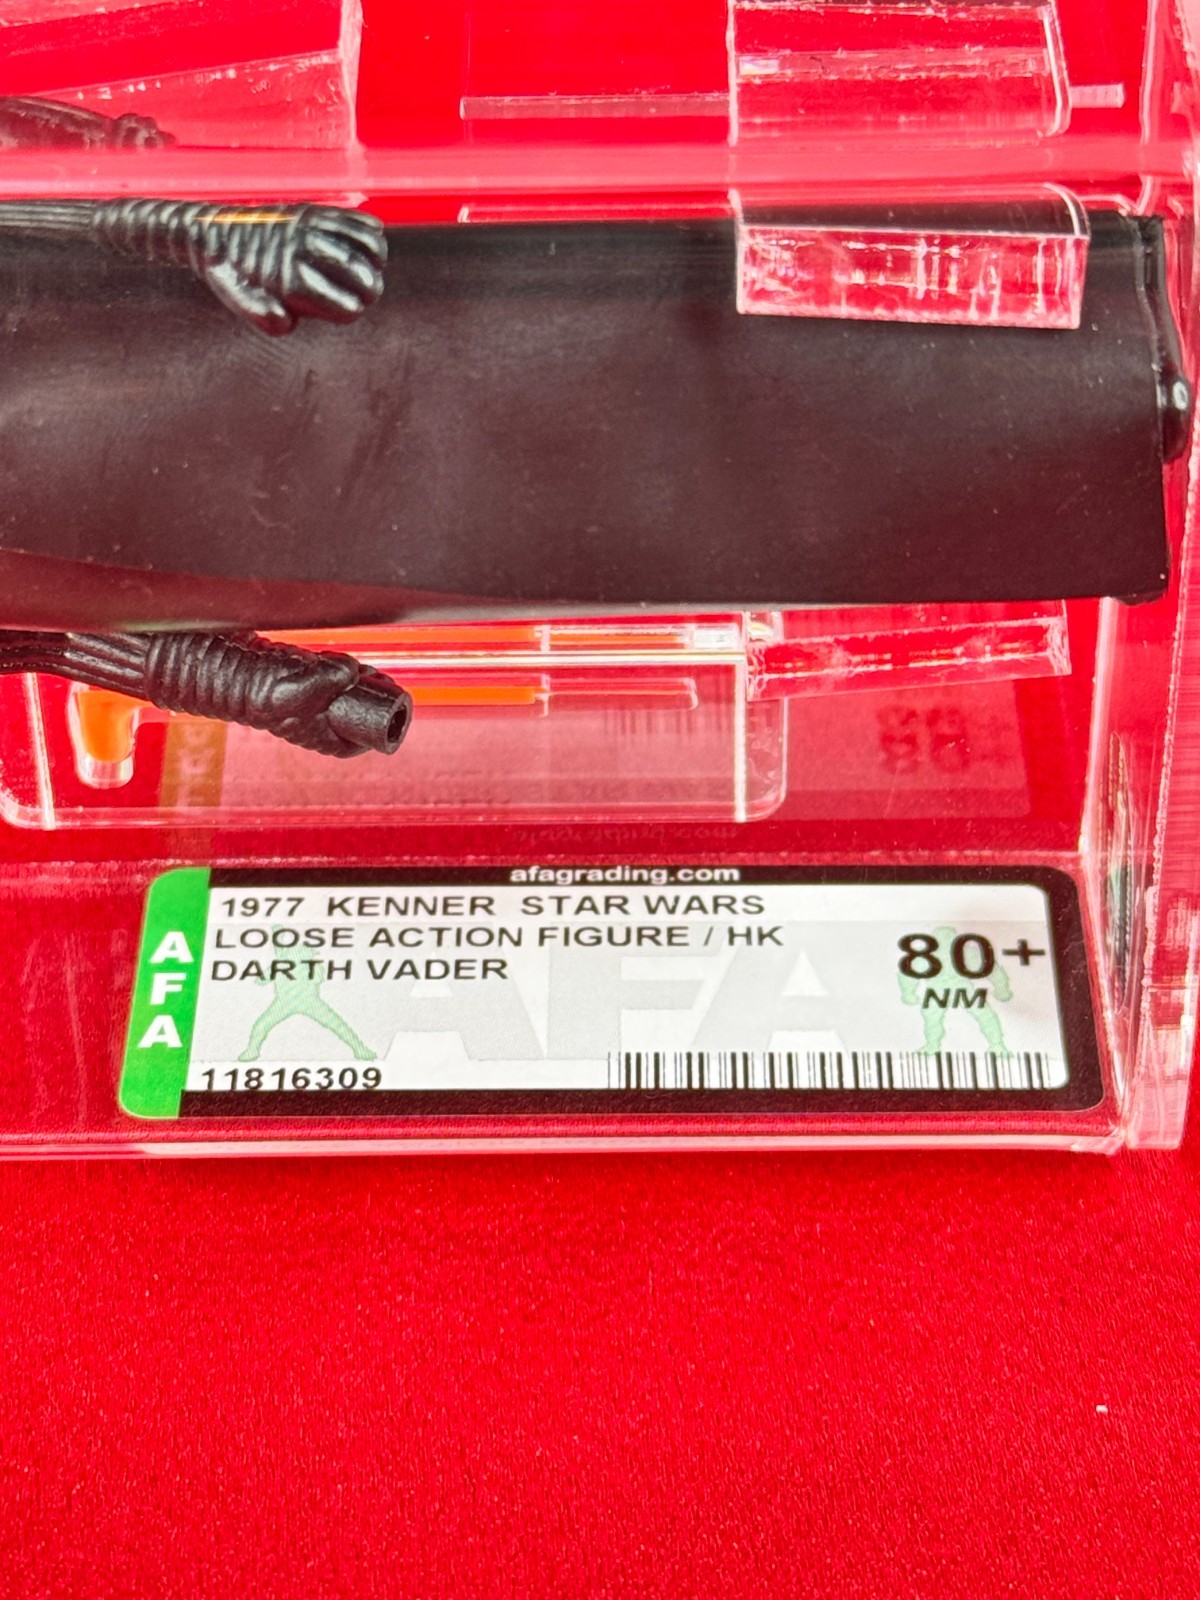 afagrading.com
AFA
1977 KENNER STAR WARS
LOOSE ACTION FIGURE / HK
DARTH VADER
80+
NM
11816309